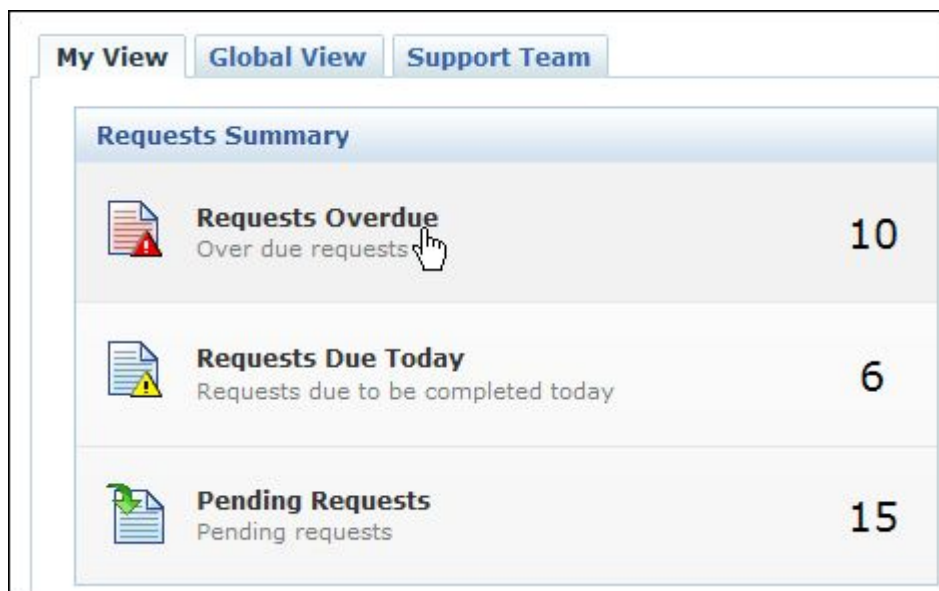 My View Global View Support Team
Requests Summary
Requests Overdue
Over due requests
10
Requests Due Today
Requests due to be completed today
6
Pending Requests
Pending requests
15